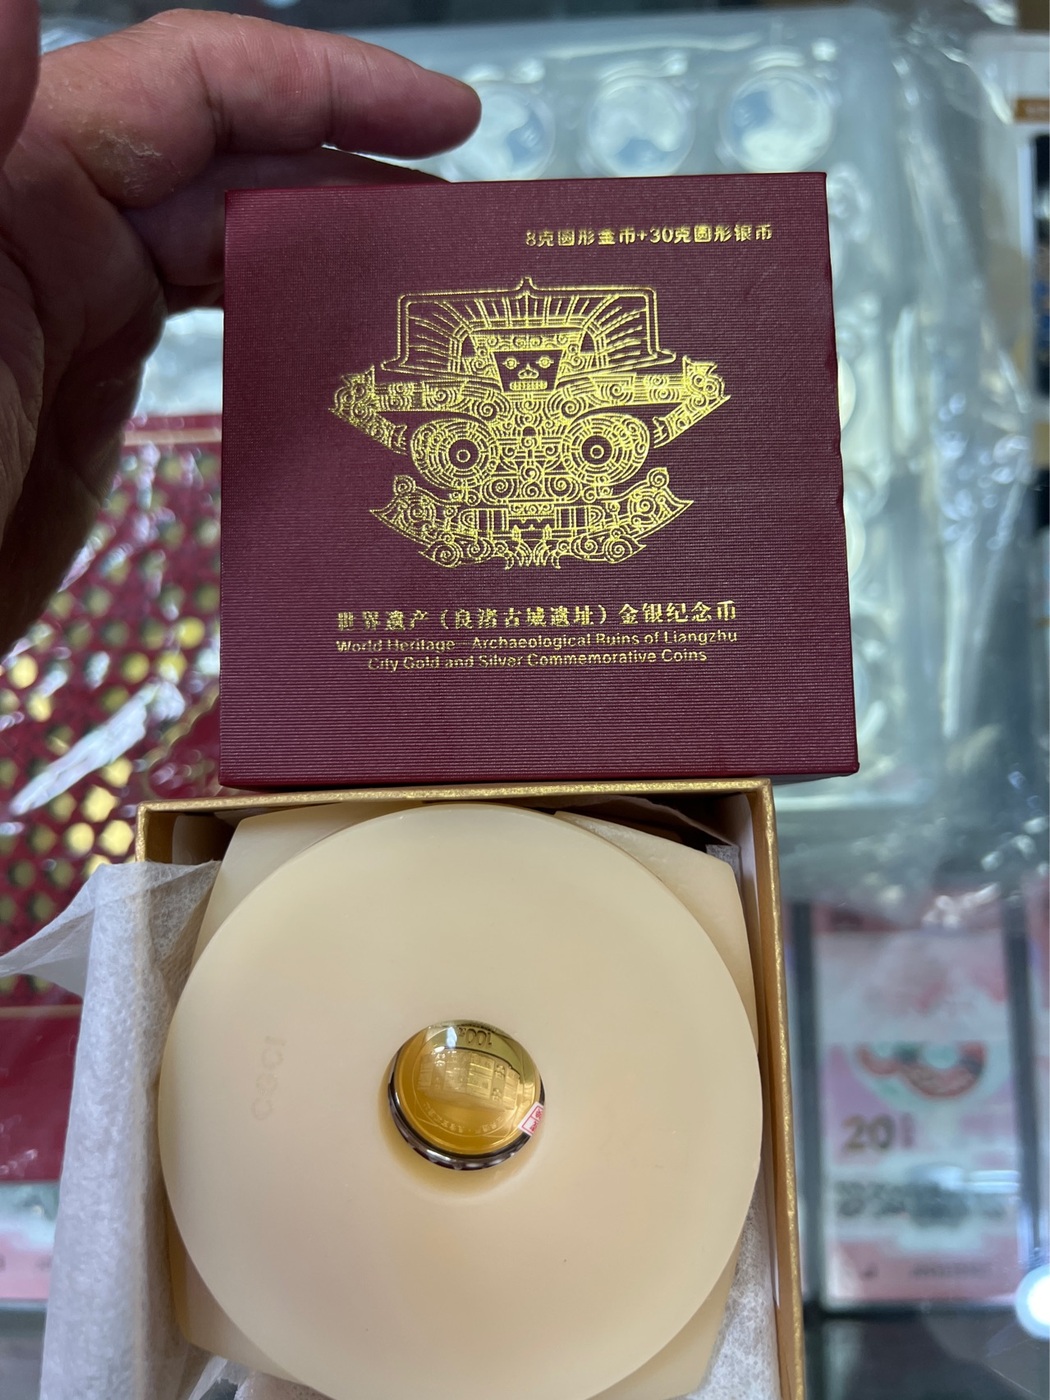 8克圆形金币+30克圆形银币
世界遗产（良渚古城遗址）金银纪念币
World Heritage - Archaeological Ruins of Liangzhu
City Gold and Silver Commemorative Coins
20